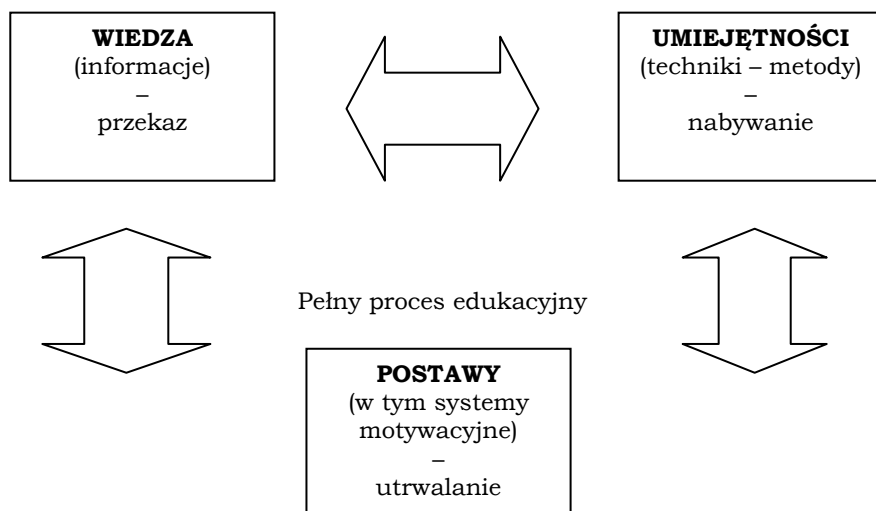 WIEDZA
(informacje)
–
przekaz
UMIEJĘTNOŚCI
(techniki – metody)
–
nabywanie
Pełny proces edukacyjny
POSTAWY
(w tym systemy
motywacyjne)
–
utrwalanie